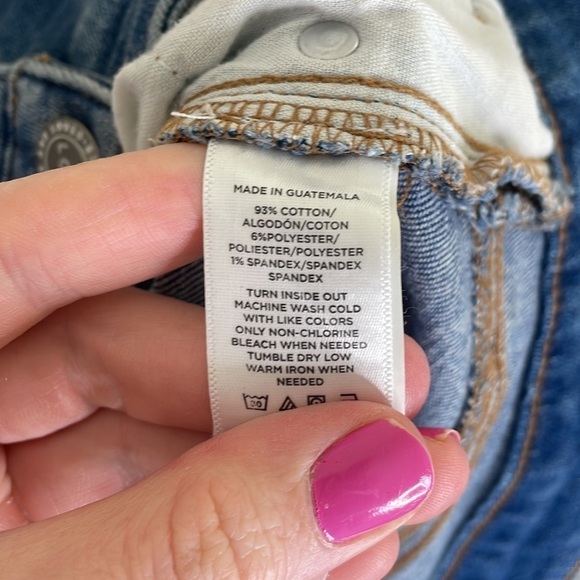 MADE IN GUATEMALA
93% COTTON/
ALGODÓN/COTON
6%POLYESTER/
POLIESTER/POLYESTER
1% SPANDEX/SPANDEX
SPANDEX
TURN INSIDE OUT
MACHINE WASH COLD
WITH LIKE COLORS
ONLY NON-CHLORINE
BLEACH WHEN NEEDED
TUMBLE DRY LOW
WARM IRON WHEN
NEEDED
30